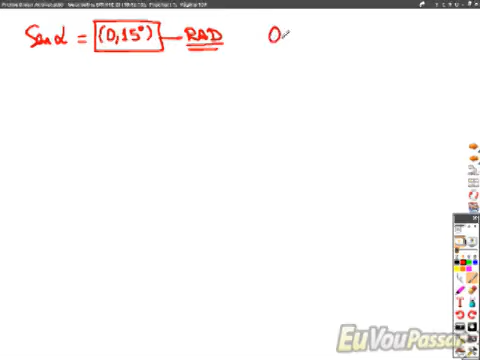 Sen α = (0,15°) — RAD 0,
EuVouPassar